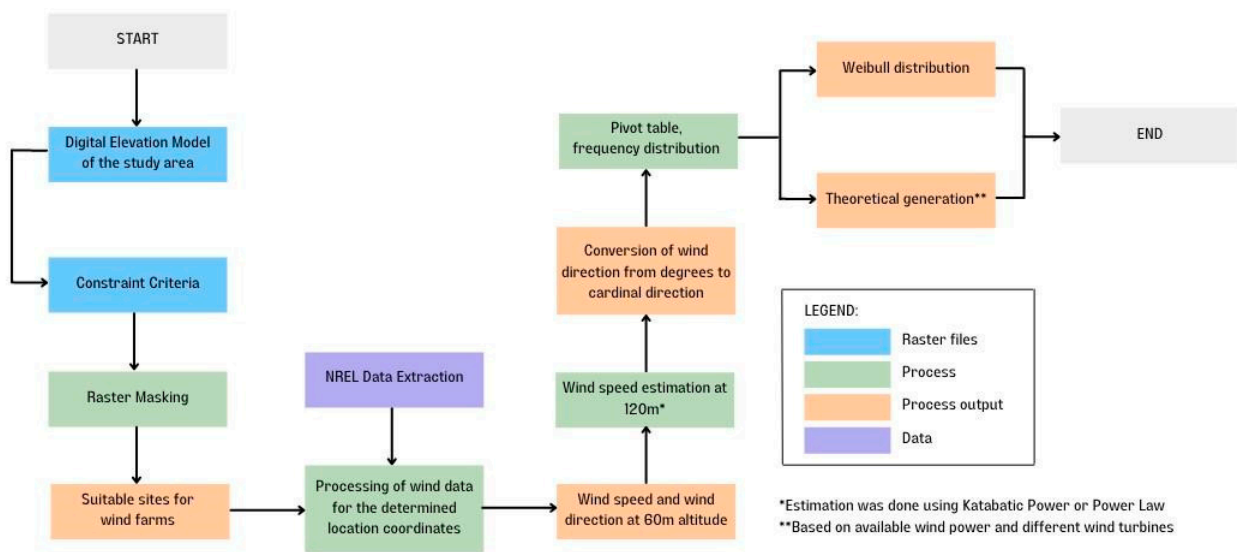 START
Digital Elevation Model
of the study area
Constraint Criteria
Raster Masking
Suitable sites for
wind farms
NREL Data Extraction
Processing of wind data
for the determined
location coordinates
Wind speed and wind
direction at 60m altitude
Wind speed estimation at
120m*
Conversion of wind
direction from degrees to
cardinal direction
Pivot table,
frequency distribution
Weibull distribution
Theoretical generation**
END
LEGEND:
Raster files
Process
Process output
Data
*Estimation was done using Katabatic Power or Power Law
**Based on available wind power and different wind turbines